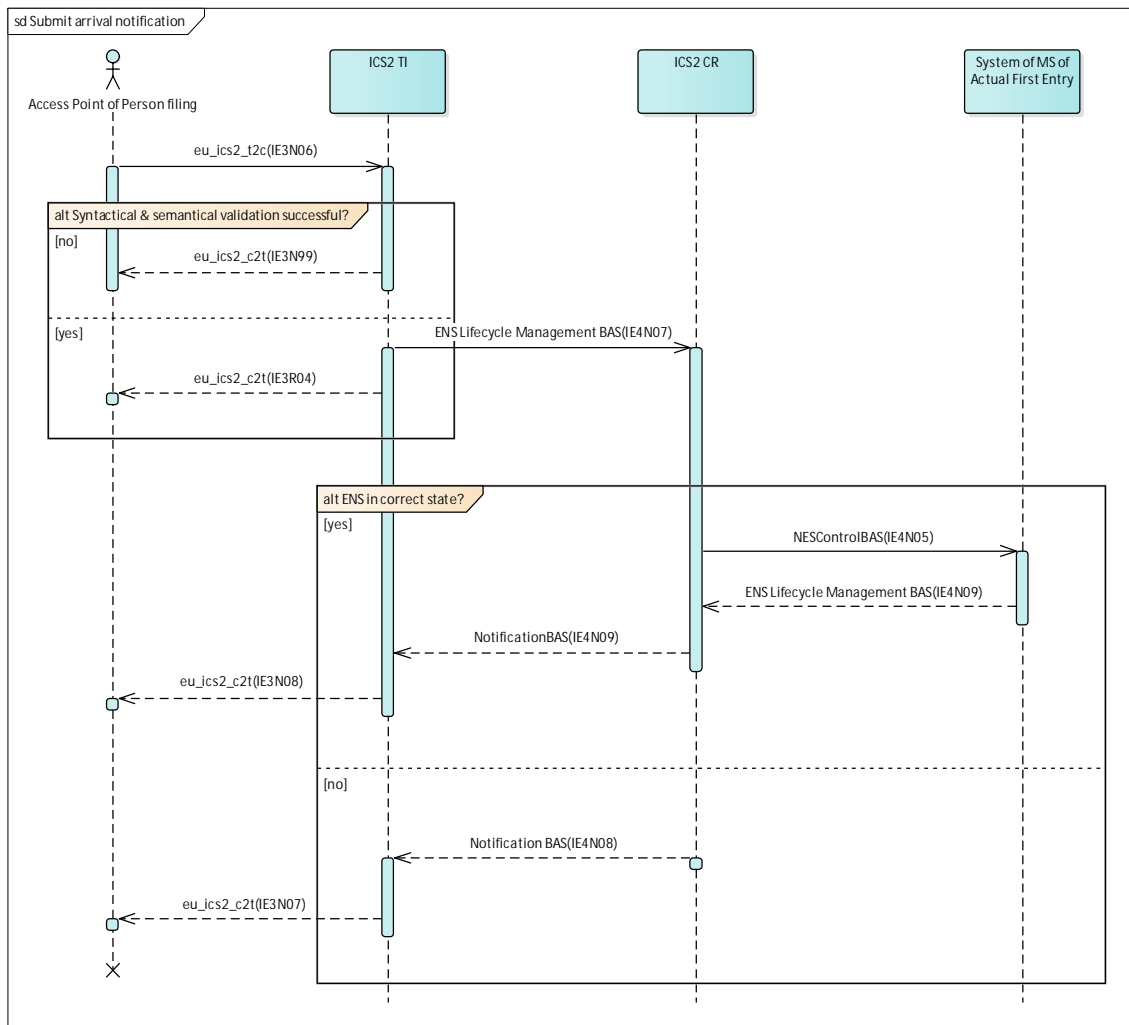 sd Submit arrival notification
Access Point of Person filing
ICS2 TI
ICS2 CR
System of MS of
Actual First Entry
eu_ics2_t2c(IE3N06)
alt Syntactical & semantical validation successful?
[no]
eu_ics2_c2t(IE3N99)
[yes]
ENS Lifecycle Management BAS(IE4N07)
eu_ics2_c2t(IE3R04)
alt ENS in correct state?
[yes]
NESControlBAS(IE4N05)
ENS Lifecycle Management BAS(IE4N09)
NotificationBAS(IE4N09)
eu_ics2_c2t(IE3N08)
[no]
Notification BAS(IE4N08)
eu_ics2_c2t(IE3N07)